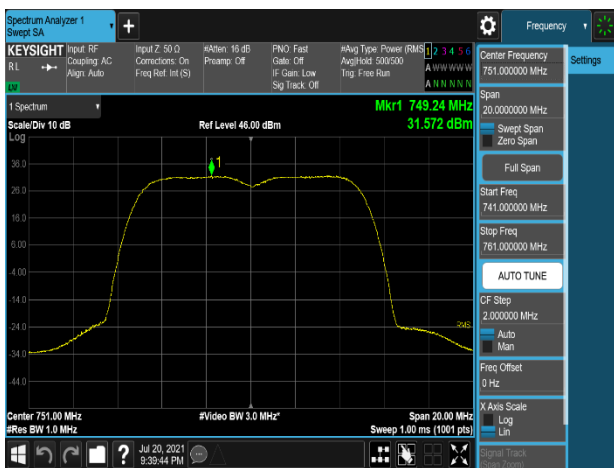 Spectrum Analyzer 1
Swept SA
+
Frequency
KEYSIGHT
RL
Input: RF
Coupling: AC
Align: Auto
Input Z: 50 Ω
Corrections: On
Freq Ref: Int (S)
#Atten: 16 dB
Preamp: Off
PNO: Fast
Gate: Off
IF Gain: Low
Sig Track: Off
#Avg Type: Power (RMS
Avg|Hold: 500/500
Trig: Free Run
1 2 3 4 5 6
A W W W W W
A N N N N N
Center Frequency
751.000000 MHz
Settings
Span
20.0000000 MHz
Swept Span
Zero Span
Full Span
Start Freq
741.000000 MHz
Stop Freq
761.000000 MHz
AUTO TUNE
CF Step
2.000000 MHz
Auto
Man
Freq Offset
0 Hz
X Axis Scale
Log
Lin
Signal Track
(Span Zoom)
1 Spectrum
Scale/Div 10 dB
Log
Ref Level 46.00 dBm
Mkr1 749.24 MHz
31.572 dBm
1
36.0
26.0
16.0
6.00
-4.00
-14.0
-24.0
-34.0
-44.0
RMS
Center 751.00 MHz
#Res BW 1.0 MHz
#Video BW 3.0 MHz*
Span 20.00 MHz
Sweep 1.00 ms (1001 pts)
?
Jul 20, 2021
9:39:44 PM